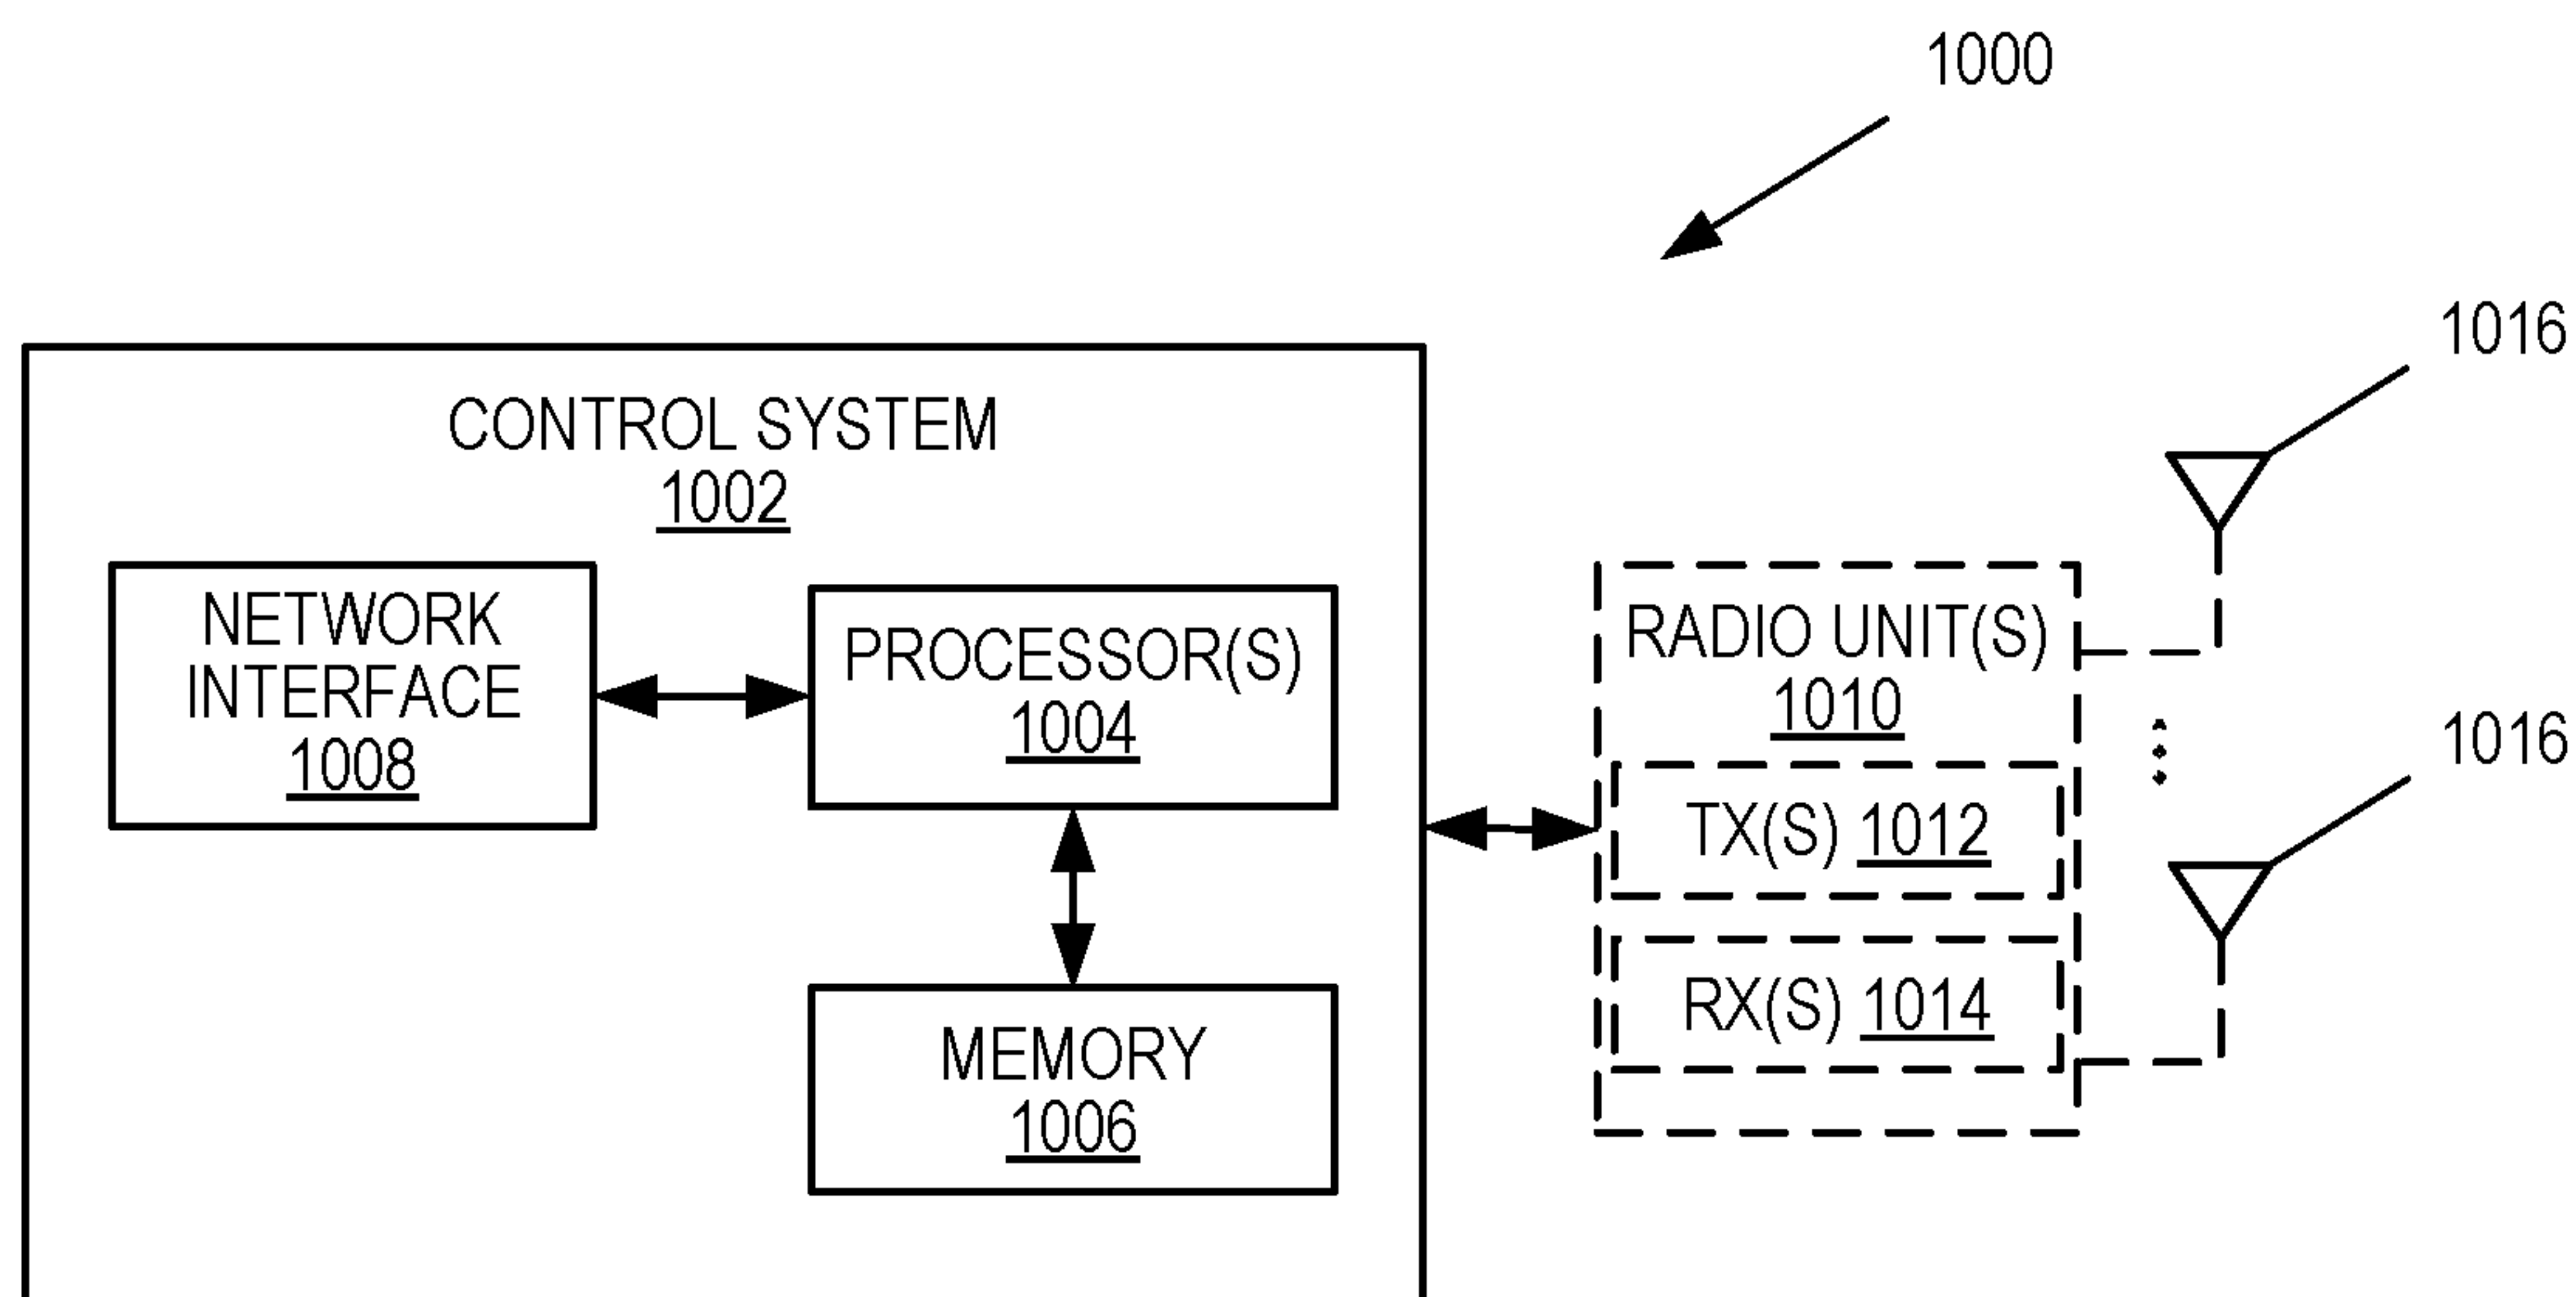 1000
1016
CONTROL SYSTEM
1002
NETWORK
INTERFACE
1008
PROCESSOR(S)
1004
MEMORY
1006
RADIO UNIT(S)
1010
TX(S) 1012
RX(S) 1014
1016